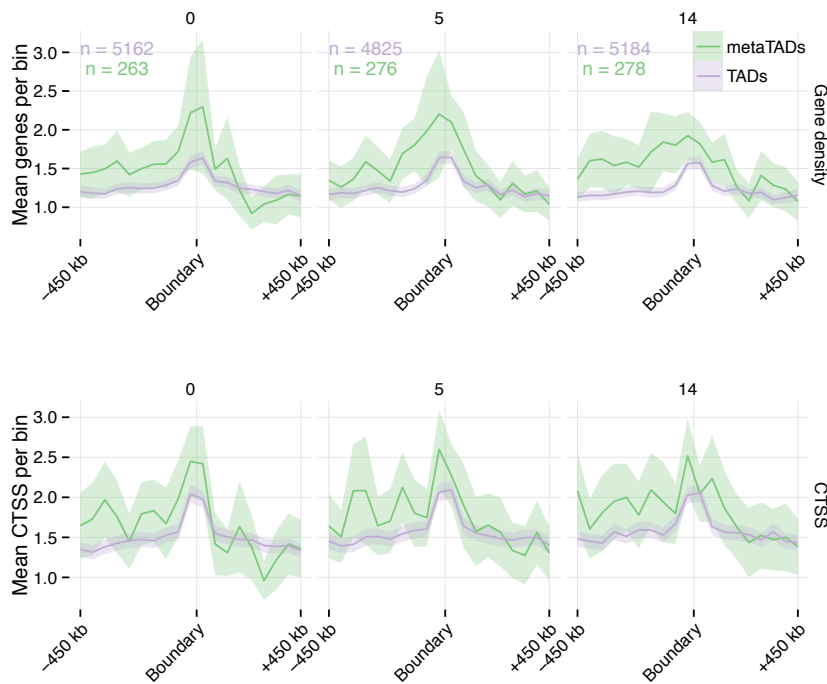 0
5
14
3.0
2.5
2.0
1.5
1.0
Mean genes per bin
n = 5162
n = 263
n = 4825
n = 276
n = 5184
n = 278
metaTADs
TADs
Gene density
−450 kb
Boundary
+450 kb
−450 kb
Boundary
+450 kb
−450 kb
Boundary
+450 kb
0
5
14
3.0
2.5
2.0
1.5
1.0
Mean CTSS per bin
CTSS
−450 kb
Boundary
+450 kb
−450 kb
Boundary
+450 kb
−450 kb
Boundary
+450 kb